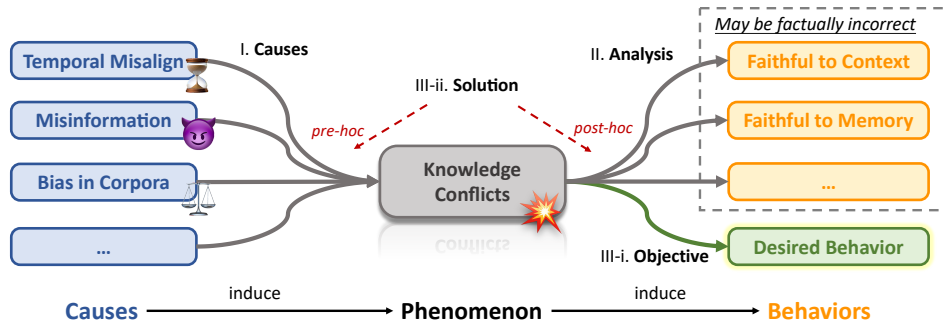 May be factually incorrect
I. Causes
II. Analysis
Temporal Misalign
Faithful to Context
III-ii. Solution
Misinformation
pre-hoc
post-hoc
Faithful to Memory
Knowledge
Conflicts
Bias in Corpora
...
...
III-i. Objective
Desired Behavior
induce
induce
Causes
Phenomenon
Behaviors